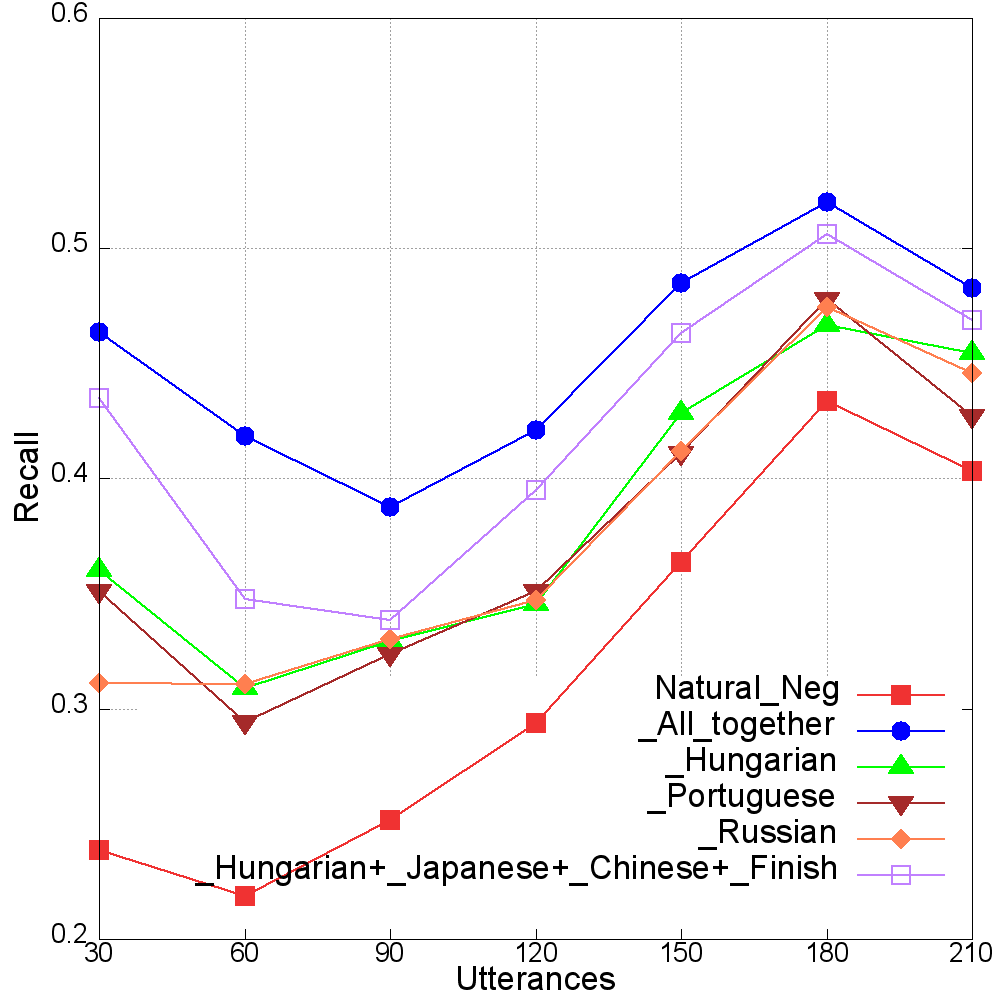 0.6
0.5
0.4
0.3
0.2
Recall
Natural_Neg
_All_together
_Hungarian
_Portuguese
_Russian
_Hungarian+_Japanese+_Chinese+_Finish
30 60 90 120 150 180 210
Utterances